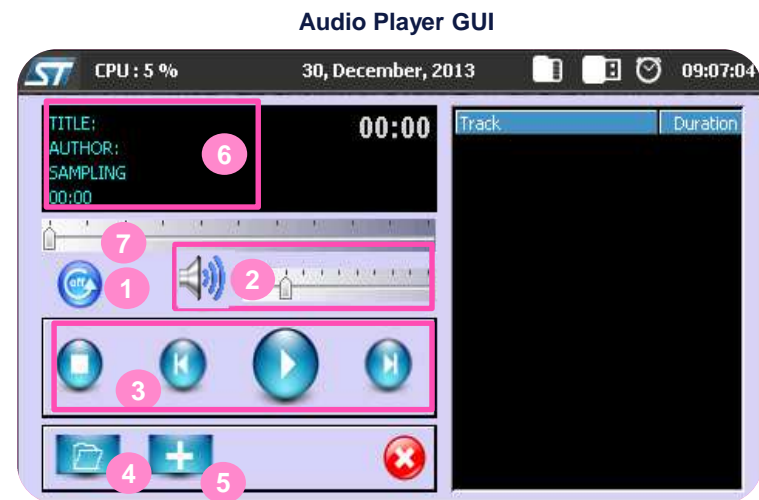 Audio Player GUI
ST CPU : 5 % 30, December, 2013 09:07:04
TITLE: 00:00
AUTHOR:
6
SAMPLING
00:00
Track Duration
7
off 1 2
3
4 5